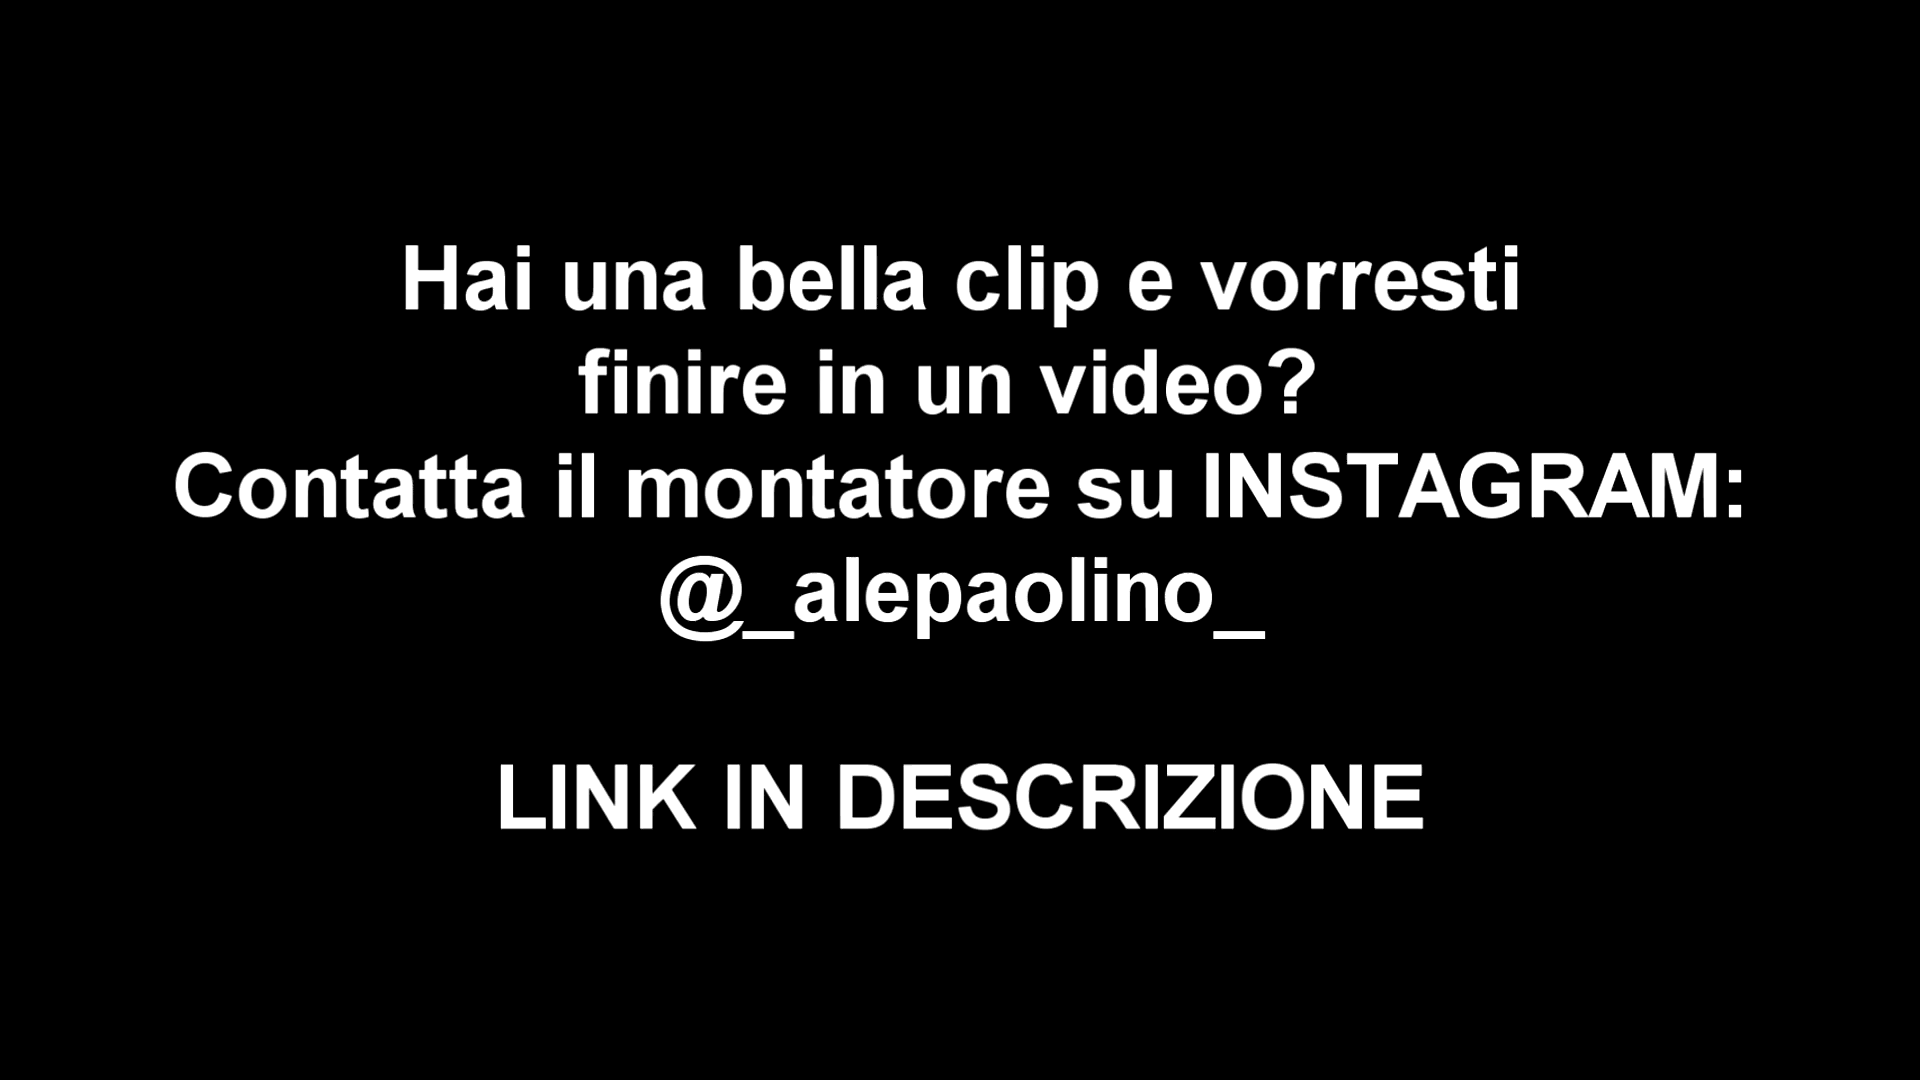 Hai una bella clip e vorresti
finire in un video?
Contatta il montatore su INSTAGRAM:
@_alepaolino_
LINK IN DESCRIZIONE